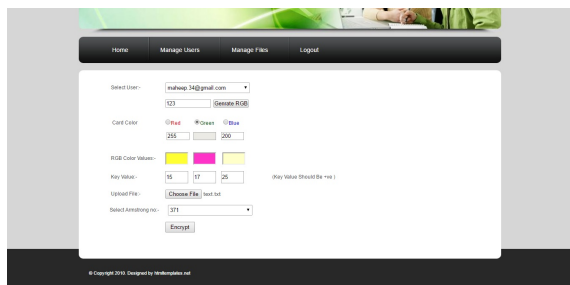 Home Manage Users Manage Files Logout
Select User:- maheep.34@gmail.com
123 Genrate RGB
Card Color Red Green Blue
255 200
RGB Color Values:-
Key Value:- 15 17 25 (Key Value Should Be +ve )
Upload File:- Choose File text.txt
Select Armstrong no:- 371
Encrypt
© Copyright 2010. Designed by htmltemplates.net